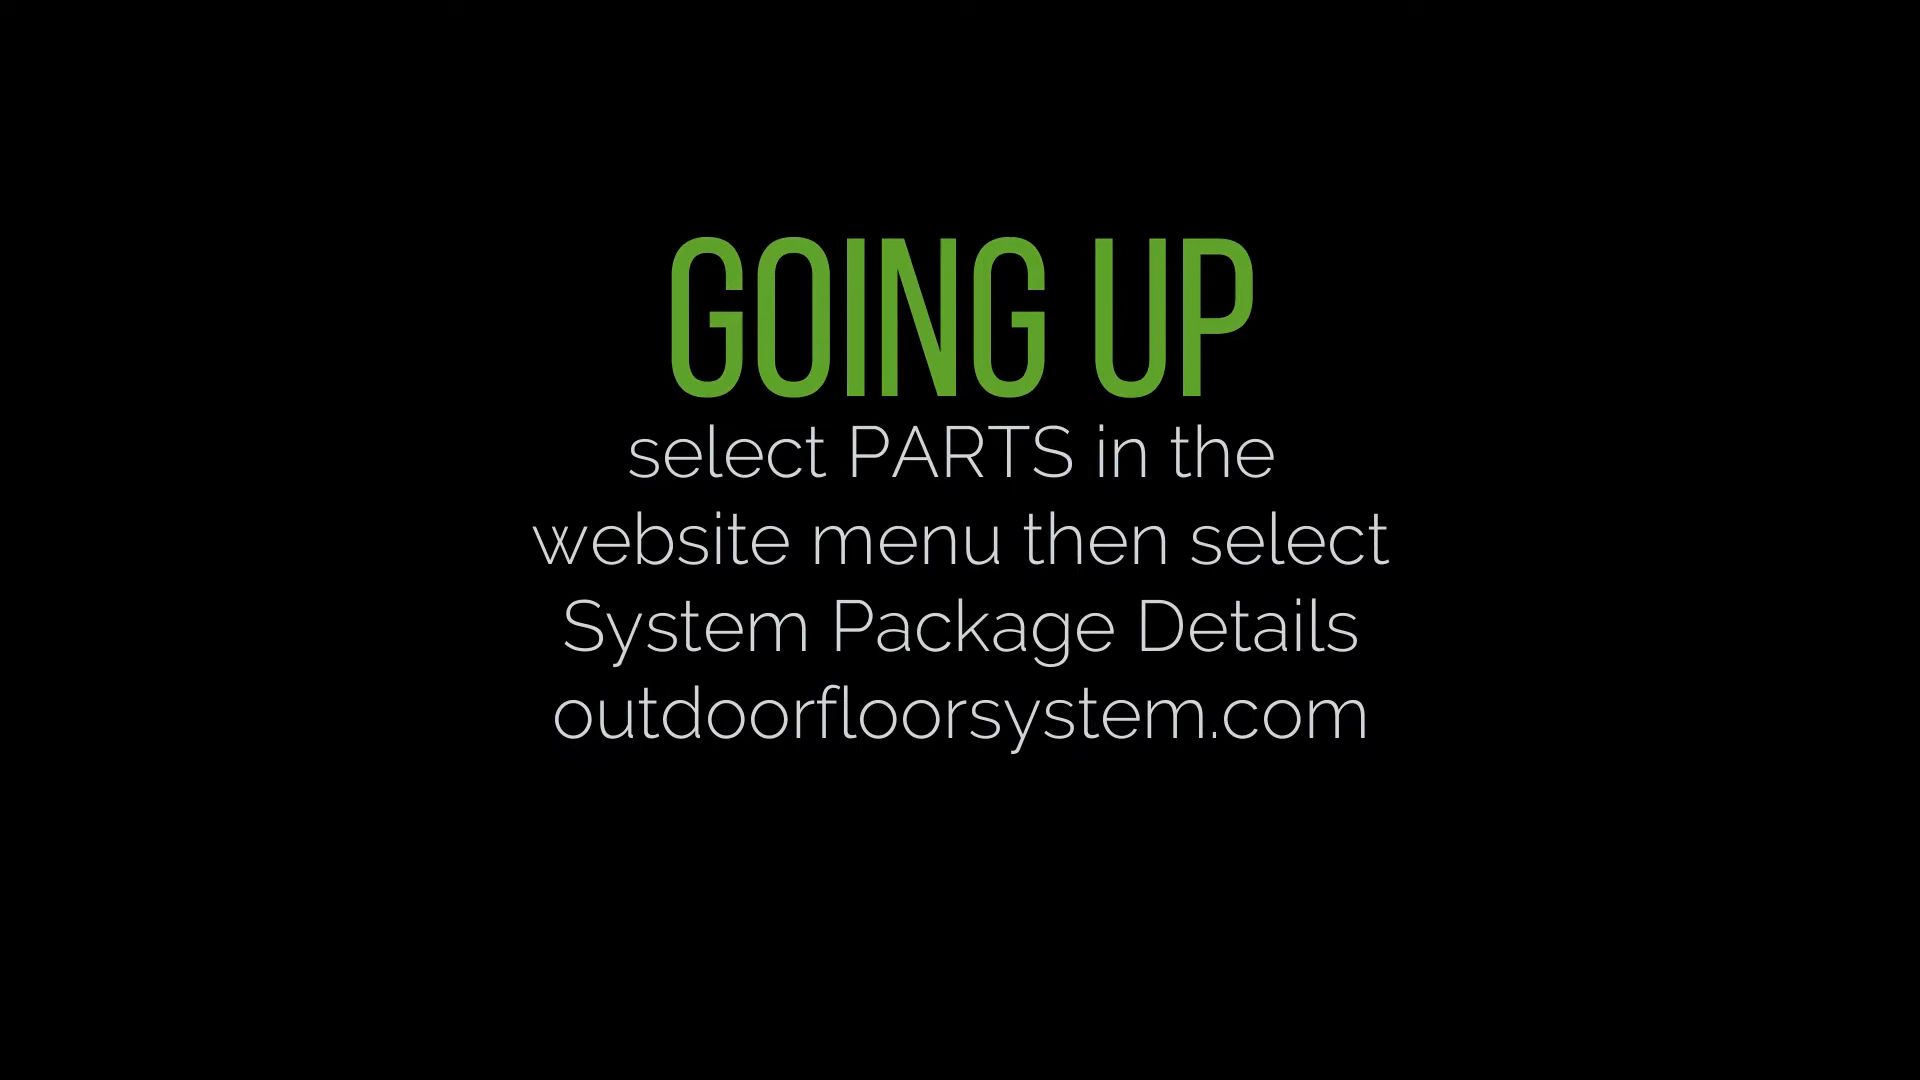 GOING UP
select PARTS in the
website menu then select
System Package Details
outdoorfloorsystem.com